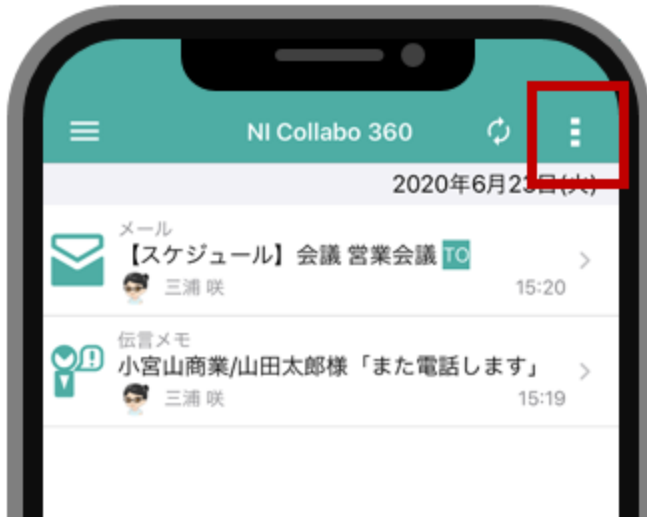 NI Collabo 360
2020年6月23日(火)
メール
【スケジュール】会議 営業会議 TO
三浦 咲
15:20
伝言メモ
小宮山商業/山田太郎様「また電話します」
三浦 咲
15:19